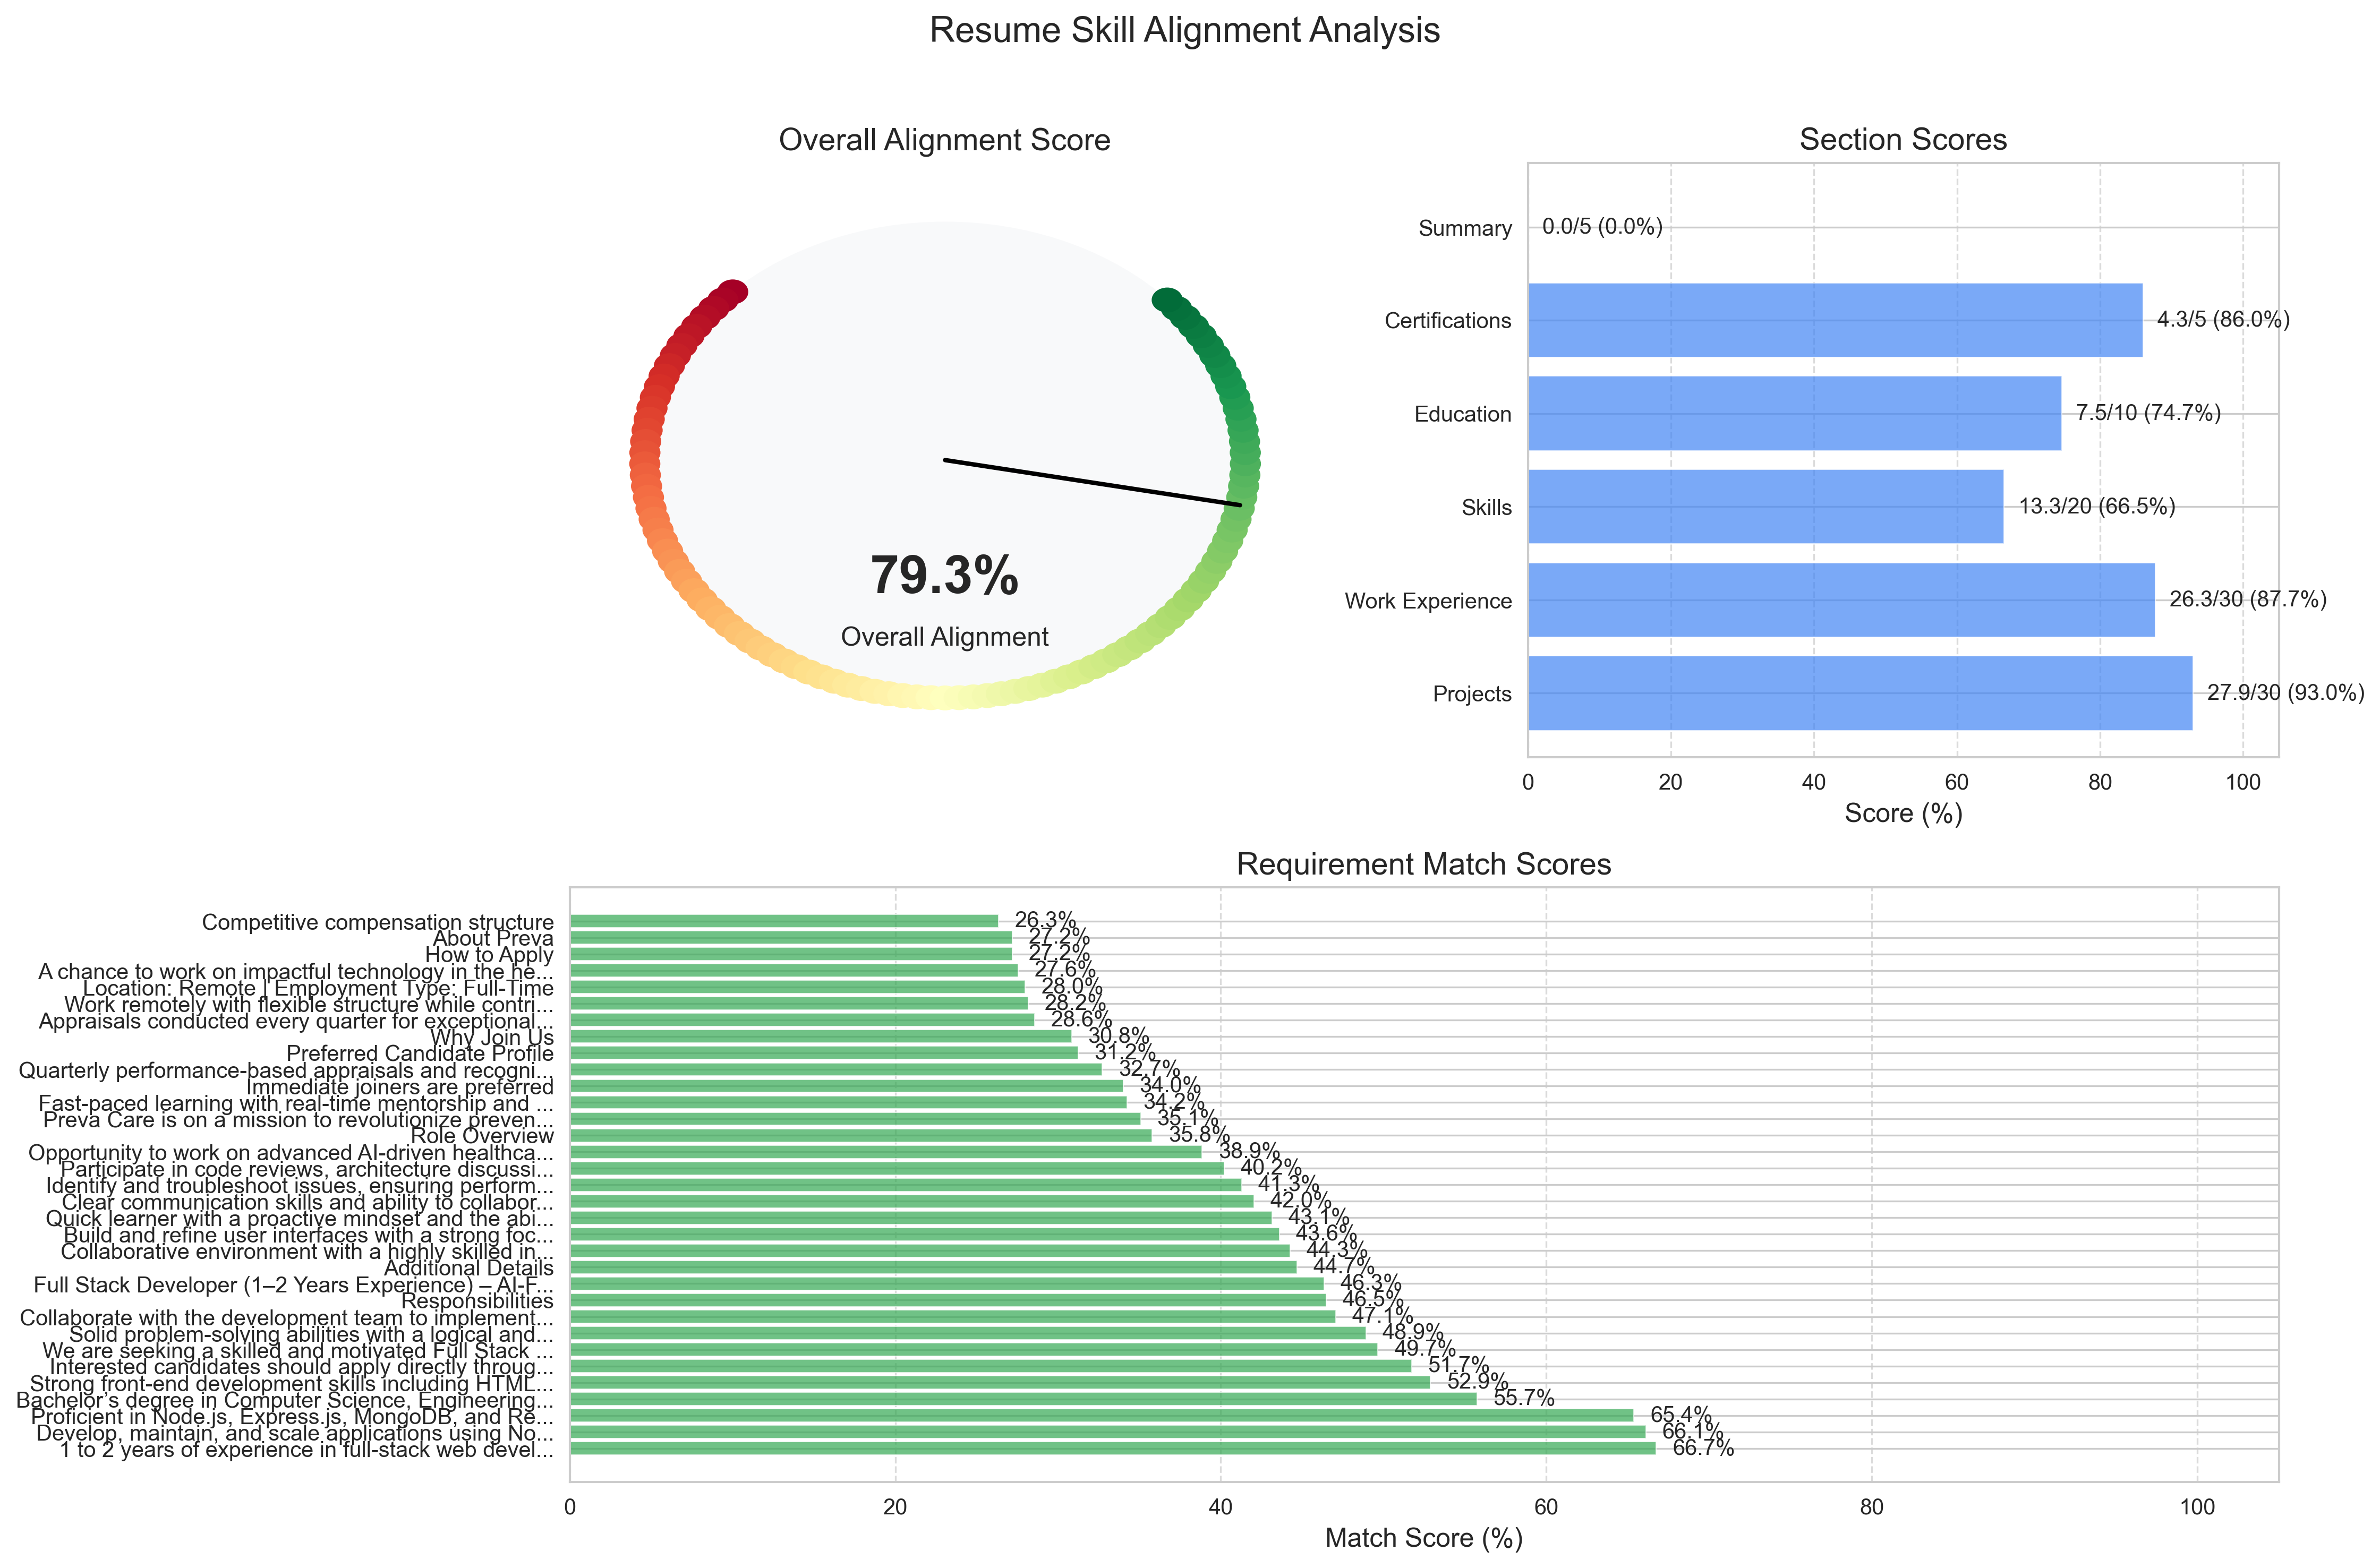 Resume Skill Alignment Analysis
Overall Alignment Score
79.3%
Overall Alignment
Section Scores
Summary 0.0/5 (0.0%)
Certifications 4.3/5 (86.0%)
Education 7.5/10 (74.7%)
Skills 13.3/20 (66.5%)
Work Experience 26.3/30 (87.7%)
Projects 27.9/30 (93.0%)
0 20 40 60 80 100
Score (%)
Requirement Match Scores
Competitive compensation structure 26.3%
About Preva 27.2%
How to Apply 27.2%
A chance to work on impactful technology in the he... 27.6%
Location: Remote | Employment Type: Full-Time 28.0%
Work remotely with flexible structure while contri... 28.2%
Appraisals conducted every quarter for exceptional... 28.6%
Why Join Us 30.8%
Preferred Candidate Profile 31.2%
Quarterly performance-based appraisals and recogni... 32.7%
Immediate joiners are preferred 34.0%
Fast-paced learning with real-time mentorship and ... 34.2%
Preva Care is on a mission to revolutionize preven... 35.1%
Role Overview 35.8%
Opportunity to work on advanced AI-driven healthca... 38.9%
Participate in code reviews, architecture discussi... 40.2%
Identify and troubleshoot issues, ensuring perform... 41.3%
Clear communication skills and ability to collabor... 42.0%
Quick learner with a proactive mindset and the abi... 43.1%
Build and refine user interfaces with a strong foc... 43.6%
Collaborative environment with a highly skilled in... 44.3%
Additional Details 44.7%
Full Stack Developer (1–2 Years Experience) – AI-F... 46.3%
Responsibilities 46.5%
Collaborate with the development team to implement... 47.1%
Solid problem-solving abilities with a logical and... 48.9%
We are seeking a skilled and motivated Full Stack ... 49.7%
Interested candidates should apply directly throug... 51.7%
Strong front-end development skills including HTML... 52.9%
Bachelor’s degree in Computer Science, Engineering... 55.7%
Proficient in Node.js, Express.js, MongoDB, and Re... 65.4%
Develop, maintain, and scale applications using No... 66.1%
1 to 2 years of experience in full-stack web devel... 66.7%
0 20 40 60 80 100
Match Score (%)